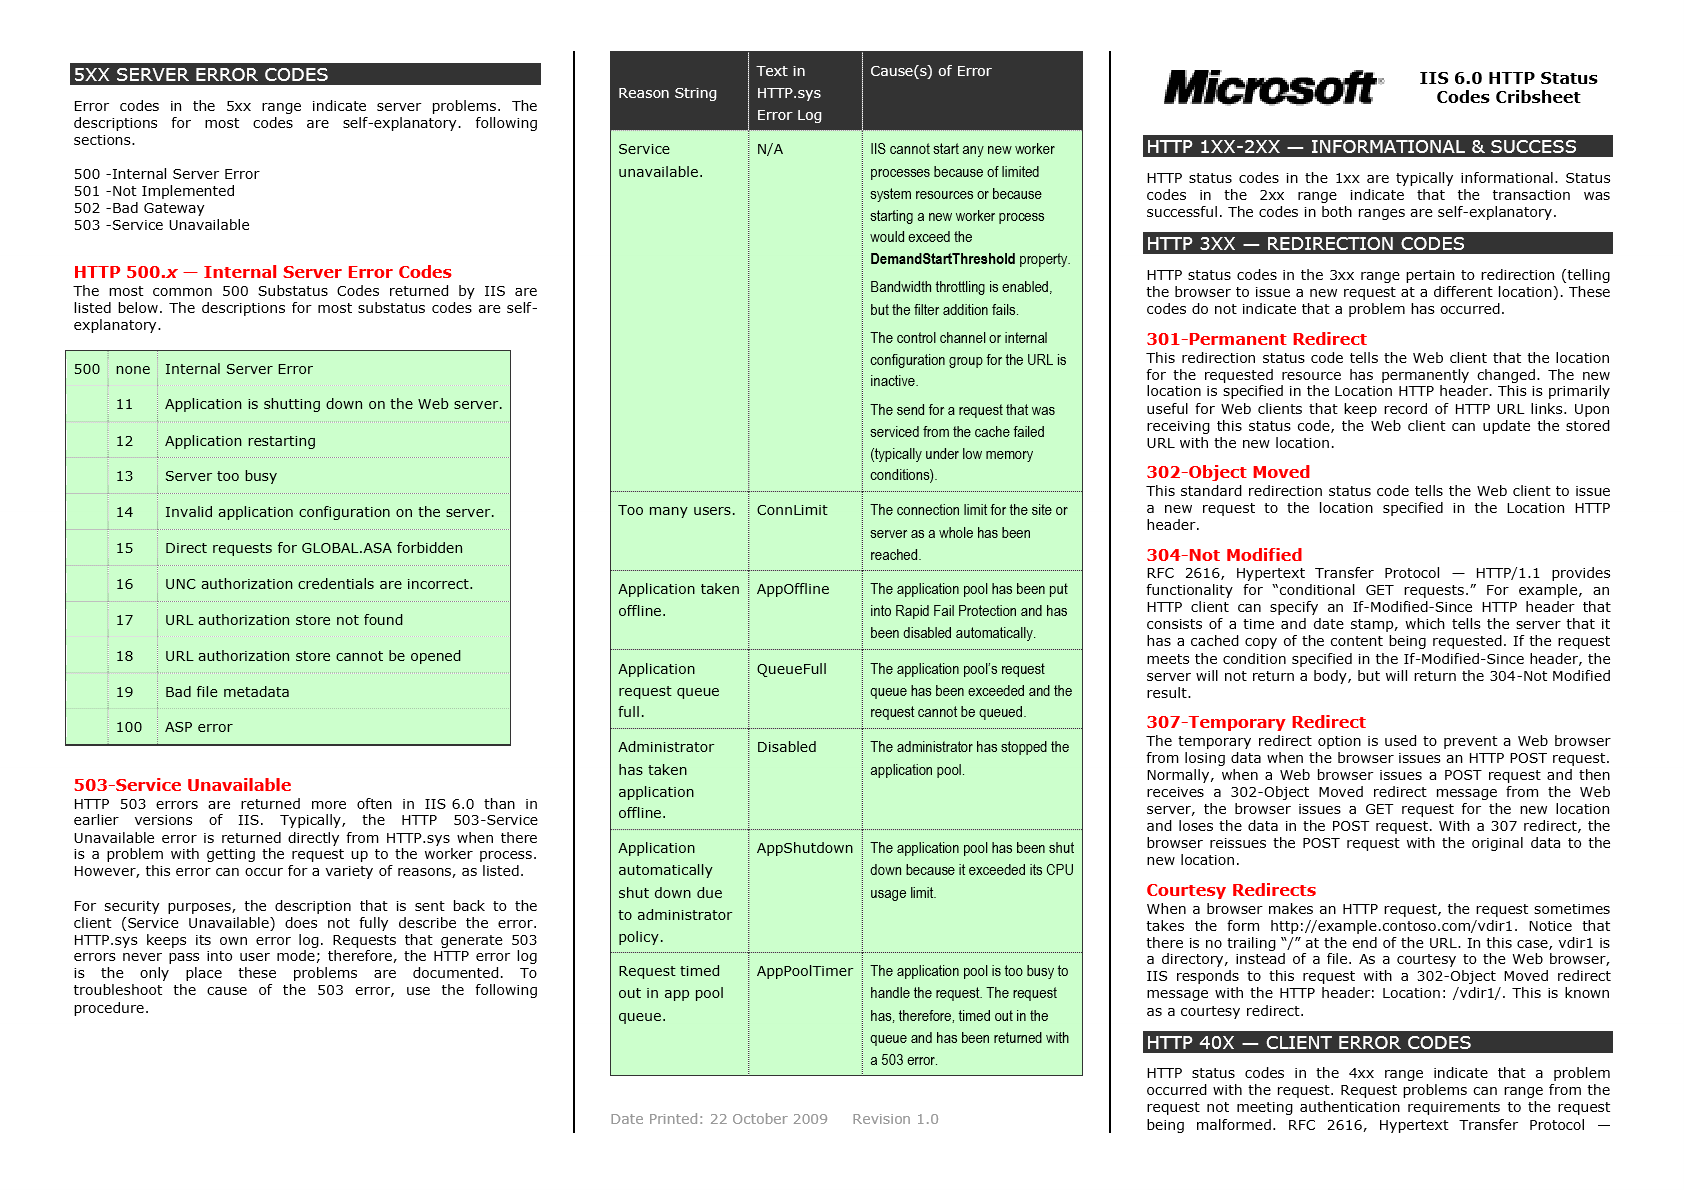 5XX SERVER ERROR CODES
Error codes in the 5xx range indicate server problems. The
descriptions for most codes are self-explanatory. following
sections.
500 -Internal Server Error
501 -Not Implemented
502 -Bad Gateway
503 -Service Unavailable
HTTP 500.x — Internal Server Error Codes
The most common 500 Substatus Codes returned by IIS are
listed below. The descriptions for most substatus codes are self-
explanatory.
500 none Internal Server Error
11 Application is shutting down on the Web server.
12 Application restarting
13 Server too busy
14 Invalid application configuration on the server.
15 Direct requests for GLOBAL.ASA forbidden
16 UNC authorization credentials are incorrect.
17 URL authorization store not found
18 URL authorization store cannot be opened
19 Bad file metadata
100 ASP error
503-Service Unavailable
HTTP 503 errors are returned more often in IIS 6.0 than in
earlier versions of IIS. Typically, the HTTP 503-Service
Unavailable error is returned directly from HTTP.sys when there
is a problem with getting the request up to the worker process.
However, this error can occur for a variety of reasons, as listed.
For security purposes, the description that is sent back to the
client (Service Unavailable) does not fully describe the error.
HTTP.sys keeps its own error log. Requests that generate 503
errors never pass into user mode; therefore, the HTTP error log
is the only place these problems are documented. To
troubleshoot the cause of the 503 error, use the following
procedure.
Reason String
Text in
HTTP.sys
Error Log
Cause(s) of Error
Service
unavailable.
N/A
IIS cannot start any new worker
processes because of limited
system resources or because
starting a new worker process
would exceed the
DemandStartThreshold property.
Bandwidth throttling is enabled,
but the filter addition fails.
The control channel or internal
configuration group for the URL is
inactive.
The send for a request that was
serviced from the cache failed
(typically under low memory
conditions).
Too many users.
ConnLimit
The connection limit for the site or
server as a whole has been
reached.
Application taken
offline.
AppOffline
The application pool has been put
into Rapid Fail Protection and has
been disabled automatically.
Application
request queue
full.
QueueFull
The application pool's request
queue has been exceeded and the
request cannot be queued.
Administrator
has taken
application
offline.
Disabled
The administrator has stopped the
application pool.
Application
automatically
shut down due
to administrator
policy.
AppShutdown
The application pool has been shut
down because it exceeded its CPU
usage limit.
Request timed
out in app pool
queue.
AppPoolTimer
The application pool is too busy to
handle the request. The request
has, therefore, timed out in the
queue and has been returned with
a 503 error.
Date Printed: 22 October 2009 Revision 1.0
Microsoft®
IIS 6.0 HTTP Status
Codes Cribsheet
HTTP 1XX-2XX — INFORMATIONAL & SUCCESS
HTTP status codes in the 1xx are typically informational. Status
codes in the 2xx range indicate that the transaction was
successful. The codes in both ranges are self-explanatory.
HTTP 3XX — REDIRECTION CODES
HTTP status codes in the 3xx range pertain to redirection (telling
the browser to issue a new request at a different location). These
codes do not indicate that a problem has occurred.
301-Permanent Redirect
This redirection status code tells the Web client that the location
for the requested resource has permanently changed. The new
location is specified in the Location HTTP header. This is primarily
useful for Web clients that keep record of HTTP URL links. Upon
receiving this status code, the Web client can update the stored
URL with the new location.
302-Object Moved
This standard redirection status code tells the Web client to issue
a new request to the location specified in the Location HTTP
header.
304-Not Modified
RFC 2616, Hypertext Transfer Protocol — HTTP/1.1 provides
functionality for “conditional GET requests.” For example, an
HTTP client can specify an If-Modified-Since HTTP header that
consists of a time and date stamp, which tells the server that it
has a cached copy of the content being requested. If the request
meets the condition specified in the If-Modified-Since header, the
server will not return a body, but will return the 304-Not Modified
result.
307-Temporary Redirect
The temporary redirect option is used to prevent a Web browser
from losing data when the browser issues an HTTP POST request.
Normally, when a Web browser issues a POST request and then
receives a 302-Object Moved redirect message from the Web
server, the browser issues a GET request for the new location
and loses the data in the POST request. With a 307 redirect, the
browser reissues the POST request with the original data to the
new location.
Courtesy Redirects
When a browser makes an HTTP request, the request sometimes
takes the form http://example.contoso.com/vdir1. Notice that
there is no trailing “/” at the end of the URL. In this case, vdir1 is
a directory, instead of a file. As a courtesy to the Web browser,
IIS responds to this request with a 302-Object Moved redirect
message with the HTTP header: Location: /vdir1/. This is known
as a courtesy redirect.
HTTP 40X — CLIENT ERROR CODES
HTTP status codes in the 4xx range indicate that a problem
occurred with the request. Request problems can range from the
request not meeting authentication requirements to the request
being malformed. RFC 2616, Hypertext Transfer Protocol —